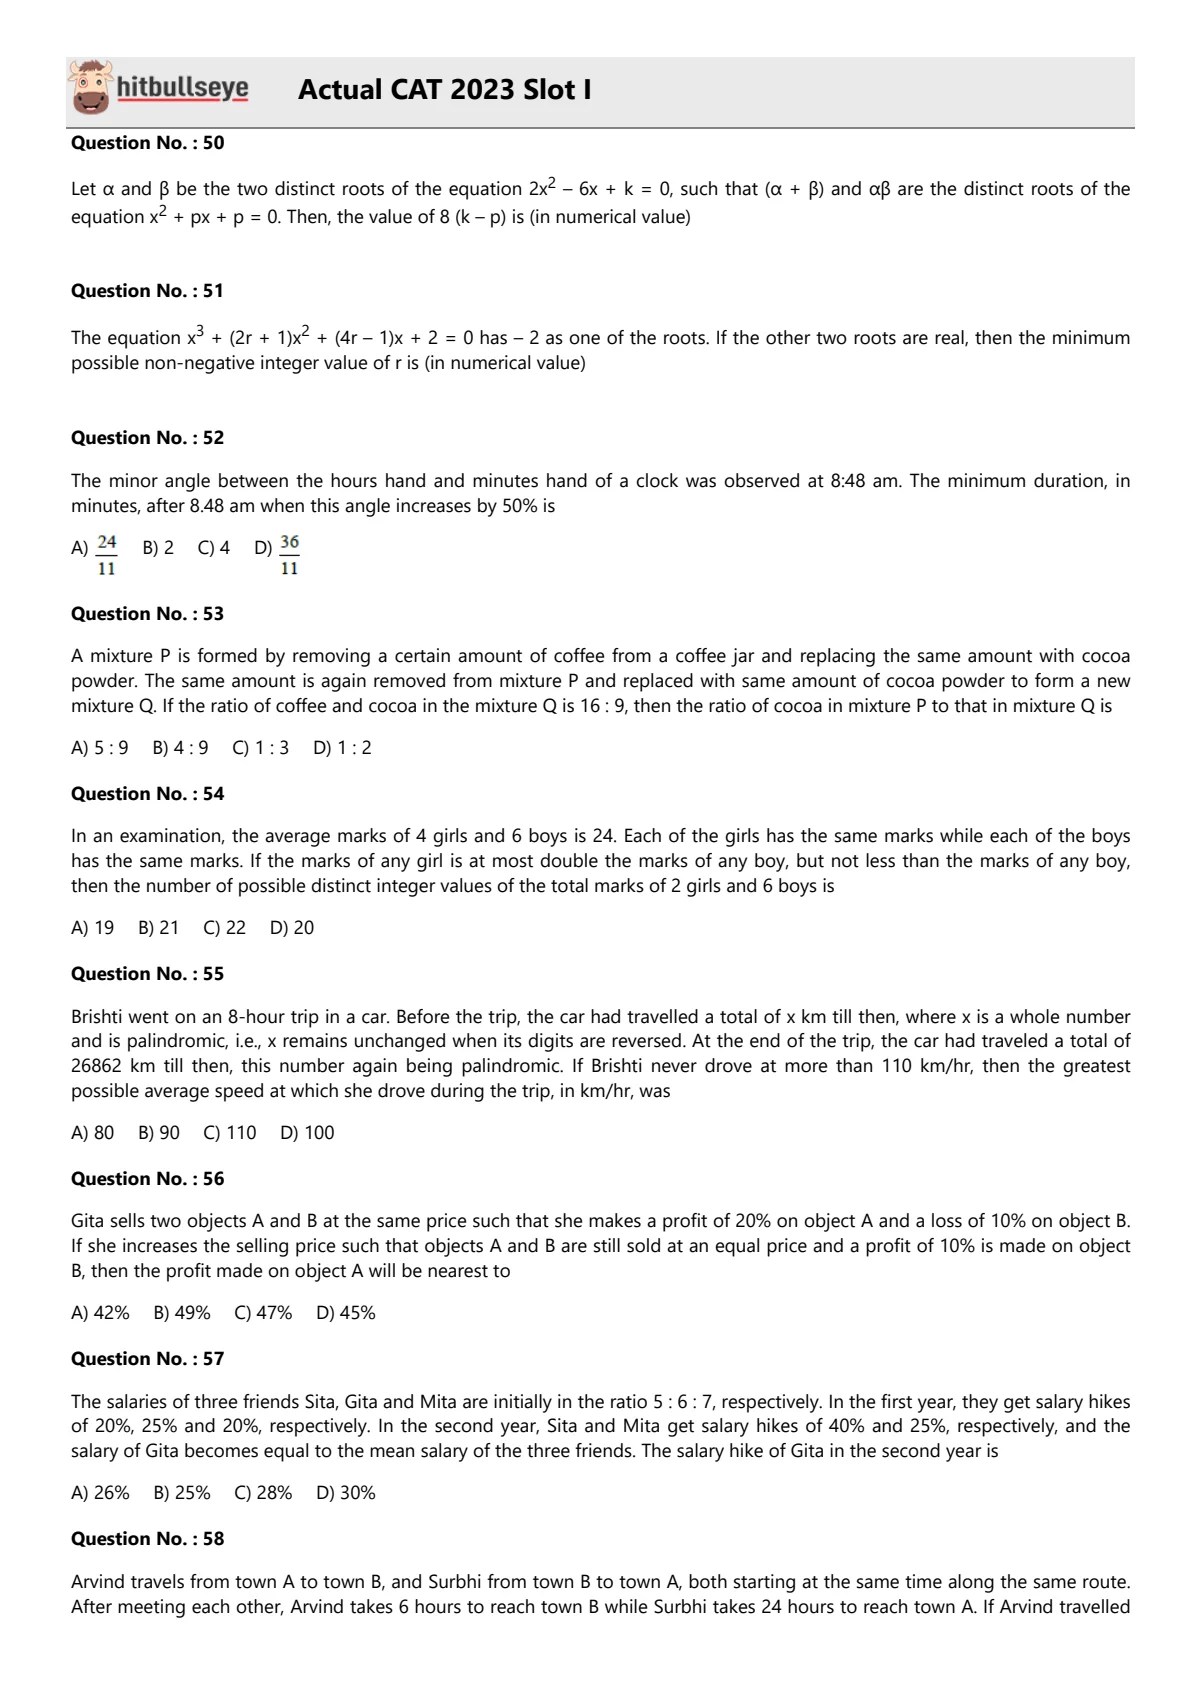 hitbullseye Actual CAT 2023 Slot I
Question No. : 50
Let α and β be the two distinct roots of the equation 2x² – 6x + k = 0, such that (α + β) and αβ are the distinct roots of the
equation x² + px + p = 0. Then, the value of 8 (k – p) is (in numerical value)
Question No. : 51
The equation x³ + (2r + 1)x² + (4r – 1)x + 2 = 0 has – 2 as one of the roots. If the other two roots are real, then the minimum
possible non-negative integer value of r is (in numerical value)
Question No. : 52
The minor angle between the hours hand and minutes hand of a clock was observed at 8:48 am. The minimum duration, in
minutes, after 8.48 am when this angle increases by 50% is
A) 24/11 B) 2 C) 4 D) 36/11
Question No. : 53
A mixture P is formed by removing a certain amount of coffee from a coffee jar and replacing the same amount with cocoa
powder. The same amount is again removed from mixture P and replaced with same amount of cocoa powder to form a new
mixture Q. If the ratio of coffee and cocoa in the mixture Q is 16 : 9, then the ratio of cocoa in mixture P to that in mixture Q is
A) 5 : 9 B) 4 : 9 C) 1 : 3 D) 1 : 2
Question No. : 54
In an examination, the average marks of 4 girls and 6 boys is 24. Each of the girls has the same marks while each of the boys
has the same marks. If the marks of any girl is at most double the marks of any boy, but not less than the marks of any boy,
then the number of possible distinct integer values of the total marks of 2 girls and 6 boys is
A) 19 B) 21 C) 22 D) 20
Question No. : 55
Brishti went on an 8-hour trip in a car. Before the trip, the car had travelled a total of x km till then, where x is a whole number
and is palindromic, i.e., x remains unchanged when its digits are reversed. At the end of the trip, the car had traveled a total of
26862 km till then, this number again being palindromic. If Brishti never drove at more than 110 km/hr, then the greatest
possible average speed at which she drove during the trip, in km/hr, was
A) 80 B) 90 C) 110 D) 100
Question No. : 56
Gita sells two objects A and B at the same price such that she makes a profit of 20% on object A and a loss of 10% on object B.
If she increases the selling price such that objects A and B are still sold at an equal price and a profit of 10% is made on object
B, then the profit made on object A will be nearest to
A) 42% B) 49% C) 47% D) 45%
Question No. : 57
The salaries of three friends Sita, Gita and Mita are initially in the ratio 5 : 6 : 7, respectively. In the first year, they get salary hikes
of 20%, 25% and 20%, respectively. In the second year, Sita and Mita get salary hikes of 40% and 25%, respectively, and the
salary of Gita becomes equal to the mean salary of the three friends. The salary hike of Gita in the second year is
A) 26% B) 25% C) 28% D) 30%
Question No. : 58
Arvind travels from town A to town B, and Surbhi from town B to town A, both starting at the same time along the same route.
After meeting each other, Arvind takes 6 hours to reach town B while Surbhi takes 24 hours to reach town A. If Arvind travelled